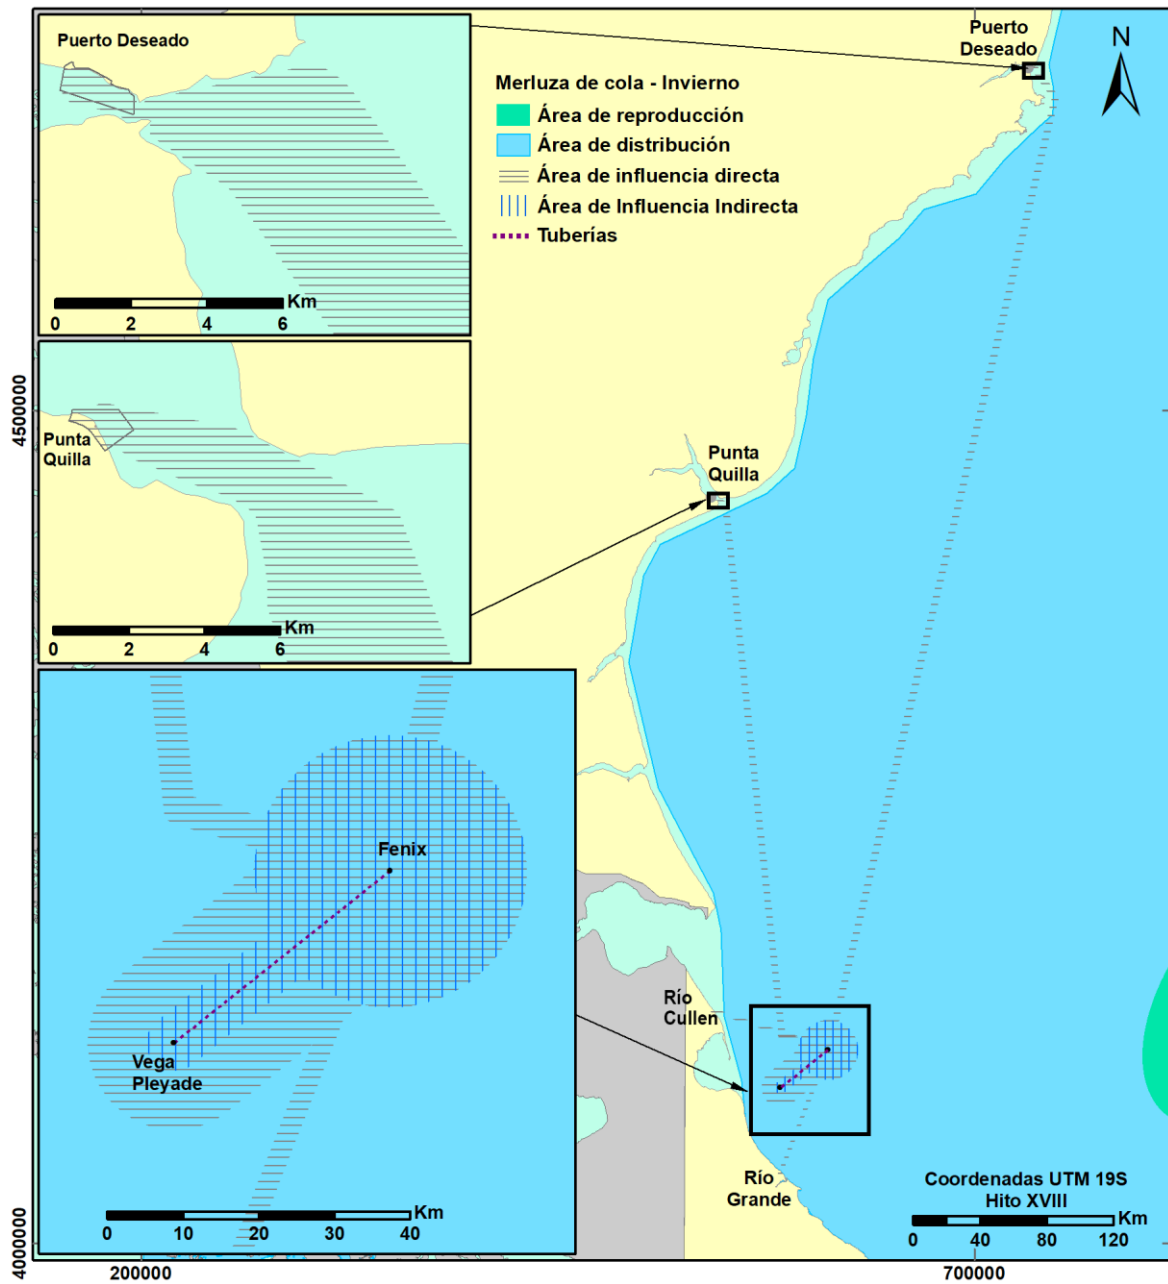 Puerto Deseado
Km
0 2 4 6
Punta
Quilla
Km
0 2 4 6
Fenix
Vega
Pleyade
Km
0 10 20 30 40
Merluza de cola - Invierno
Área de reproducción
Área de distribución
Área de influencia directa
Área de Influencia Indirecta
Tuberías
Puerto
Deseado
N
Punta
Quilla
Río
Cullen
Río
Grande
Coordenadas UTM 19S
Hito XVIII
Km
0 40 80 120
4500000
4000000
200000
700000